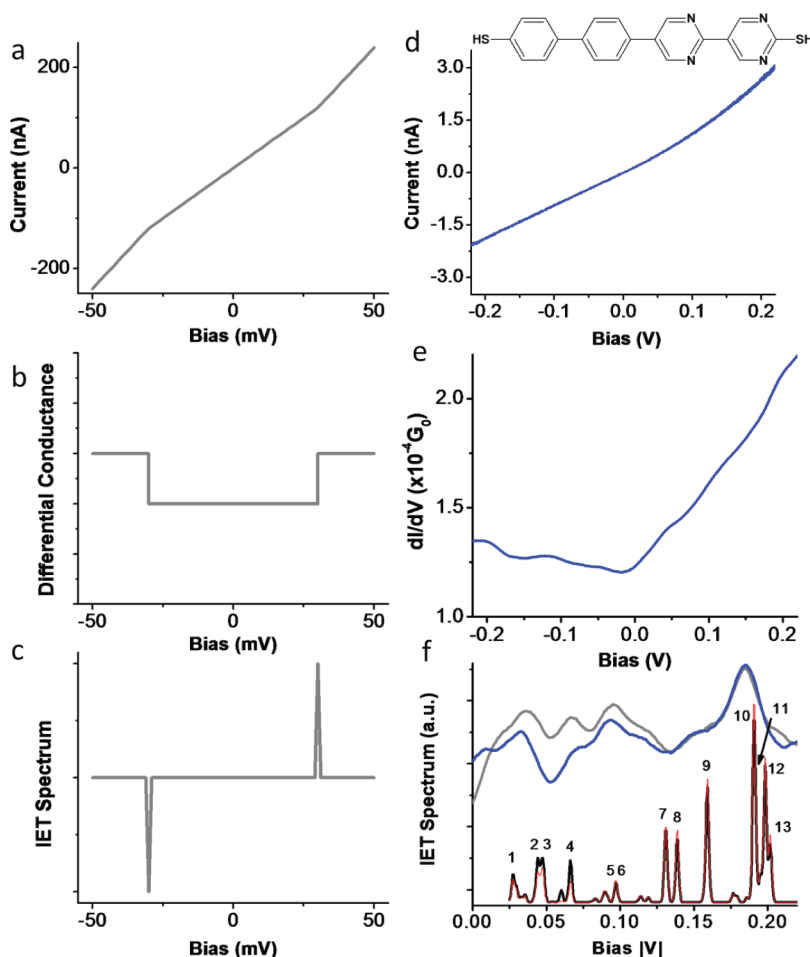 a
200
0
-200
Current (nA)
-50 0 50
Bias (mV)
b
Differential Conductance
-50 0 50
Bias (mV)
c
IET Spectrum
-50 0 50
Bias (mV)
d
HS
N
N
N
N
SH
3.0
1.5
0.0
-1.5
-3.0
Current (nA)
-0.2 -0.1 0.0 0.1 0.2
Bias (V)
e
2.0
1.5
1.0
dI/dV (x10⁻⁴G₀)
-0.2 -0.1 0.0 0.1 0.2
Bias (V)
f
IET Spectrum (a.u.)
1
2 3
4
5 6
7 8
9
10
11
12
13
0.00 0.05 0.10 0.15 0.20
Bias |V|